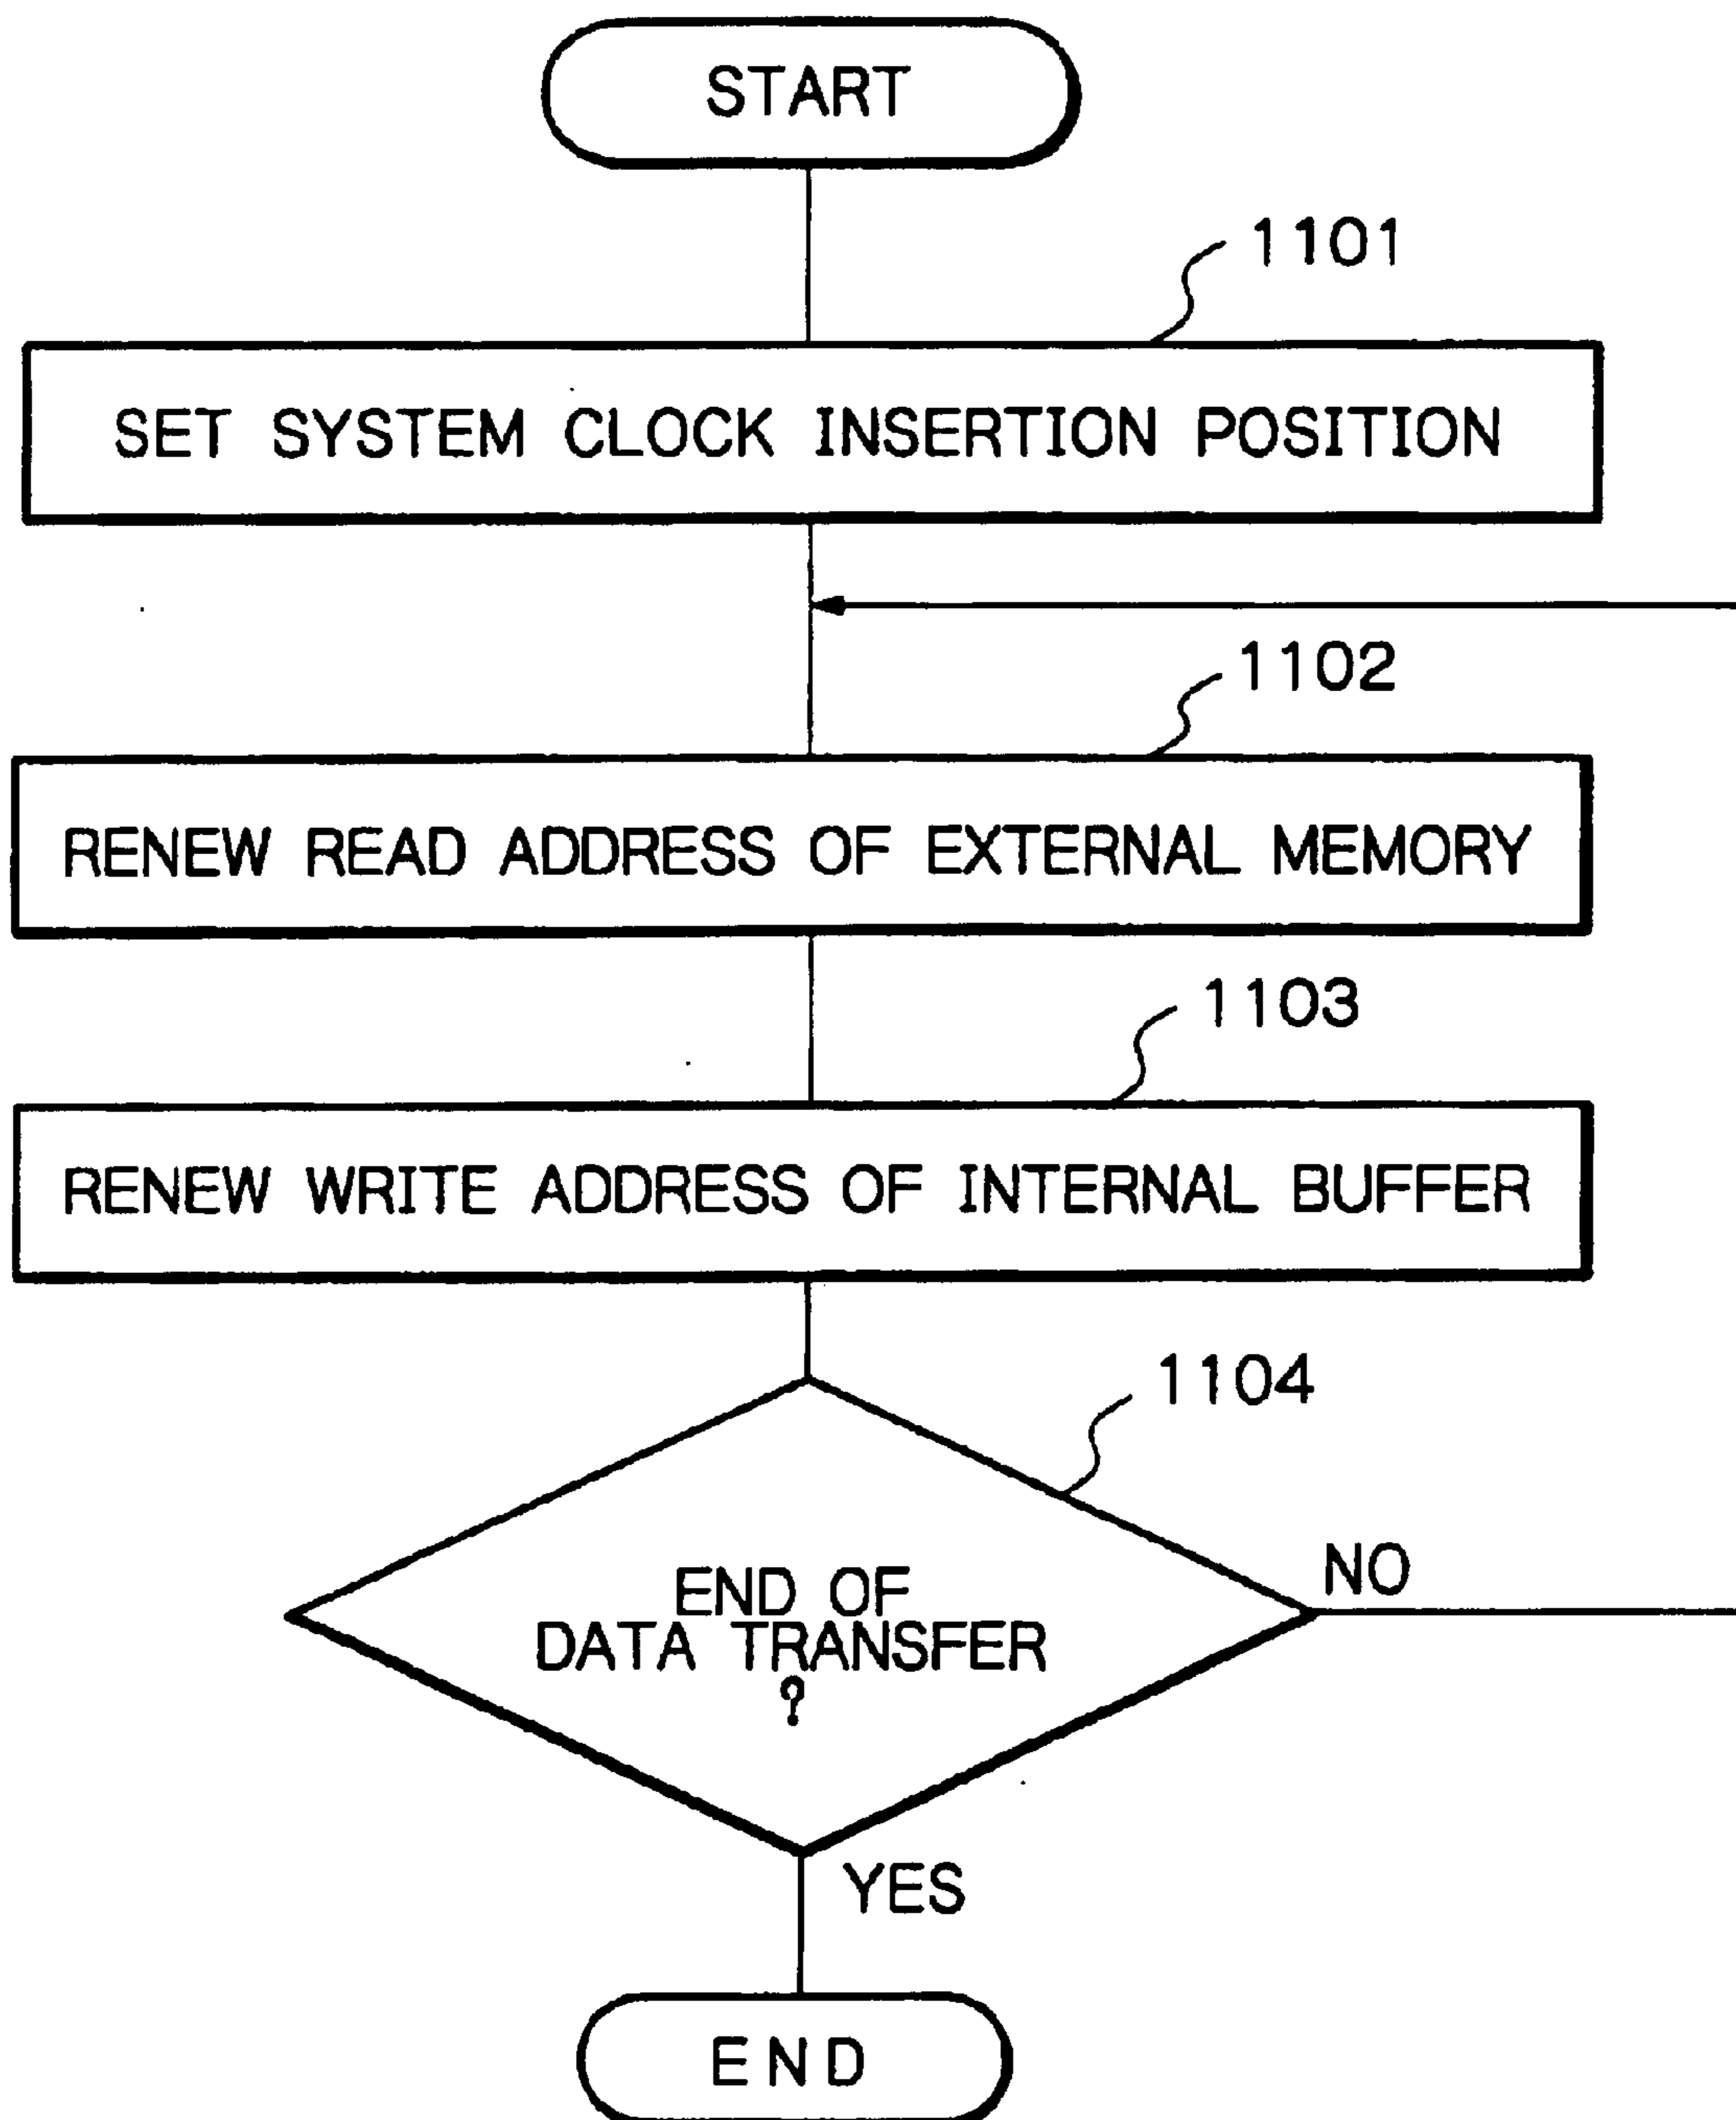 START
1101
SET SYSTEM CLOCK INSERTION POSITION
1102
RENEW READ ADDRESS OF EXTERNAL MEMORY
1103
RENEW WRITE ADDRESS OF INTERNAL BUFFER
1104
END OF
DATA TRANSFER
?
NO
YES
END